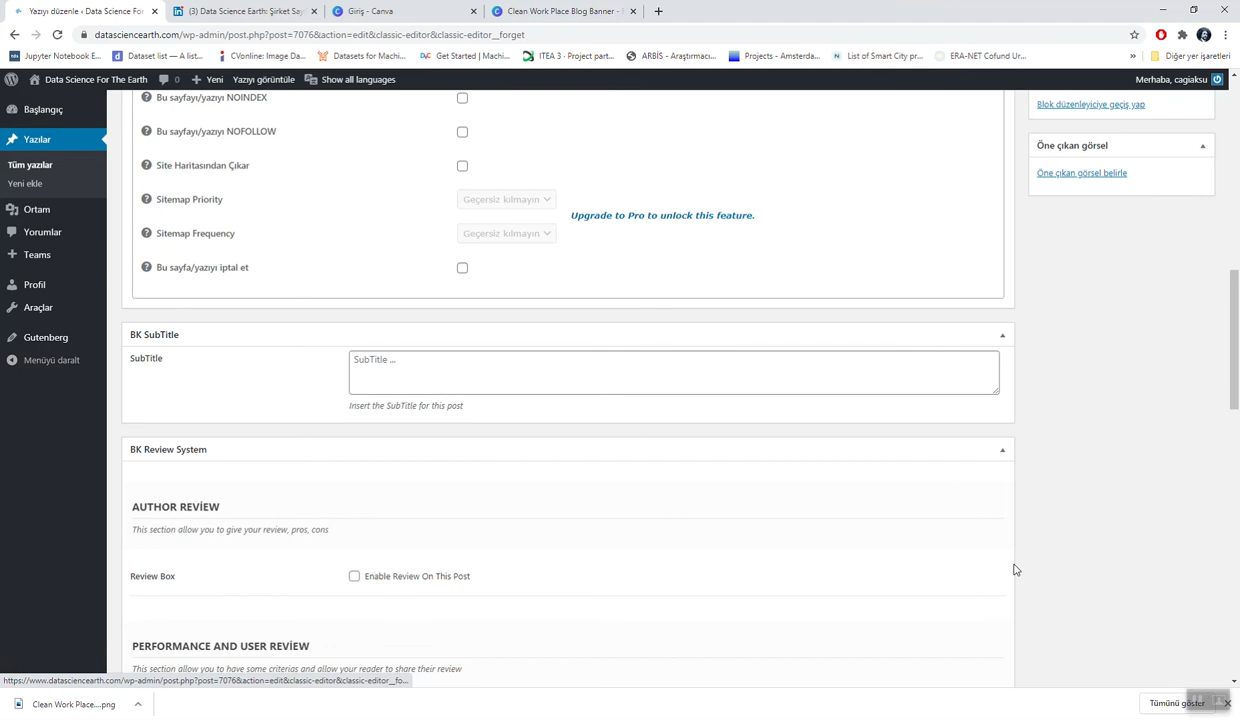 Yazıyı düzenle ‹ Data Science For
(3) Data Science Earth: Şirket Say
Giriş - Canva
Clean Work Place Blog Banner -
datasciencearth.com/wp-admin/post.php?post=7076&action=edit&classic-editor&classic-editor__forget
Jupyter Notebook E...
Dataset list — A list...
CVonline: Image Da...
Datasets for Machi...
Get Started | Machi...
ITEA 3 · Project part...
ARBİS - Araştırmacı...
Projects - Amsterda...
List of Smart City pr...
ERA-NET Cofund Ur...
»
Diğer yer işaretleri
Data Science For The Earth
0
Yeni
Yazıyı görüntüle
Show all languages
Merhaba, cagiaksu
Başlangıç
Yazılar
Tüm yazılar
Yeni ekle
Ortam
Yorumlar
Teams
Profil
Araçlar
Gutenberg
Menüyü daralt
Bu sayfayı/yazıyı NOINDEX
Bu sayfayı/yazıyı NOFOLLOW
Site Haritasından Çıkar
Sitemap Priority
Geçersiz kılmayın
Upgrade to Pro to unlock this feature.
Sitemap Frequency
Geçersiz kılmayın
Bu sayfa/yazıyı iptal et
BK SubTitle
SubTitle
SubTitle ...
Insert the SubTitle for this post
BK Review System
AUTHOR REVİEW
This section allow you to give your review, pros, cons
Review Box
Enable Review On This Post
PERFORMANCE AND USER REVİEW
This section allow you to have some criterias and allow your reader to share their review
Blok düzenleyiciye geçiş yap
Öne çıkan görsel
Öne çıkan görsel belirle
https://www.datasciencearth.com/wp-admin/post.php?post=7076&action=edit&classic-editor&classic-editor__fo...
Clean Work Place....png
Tümünü göster